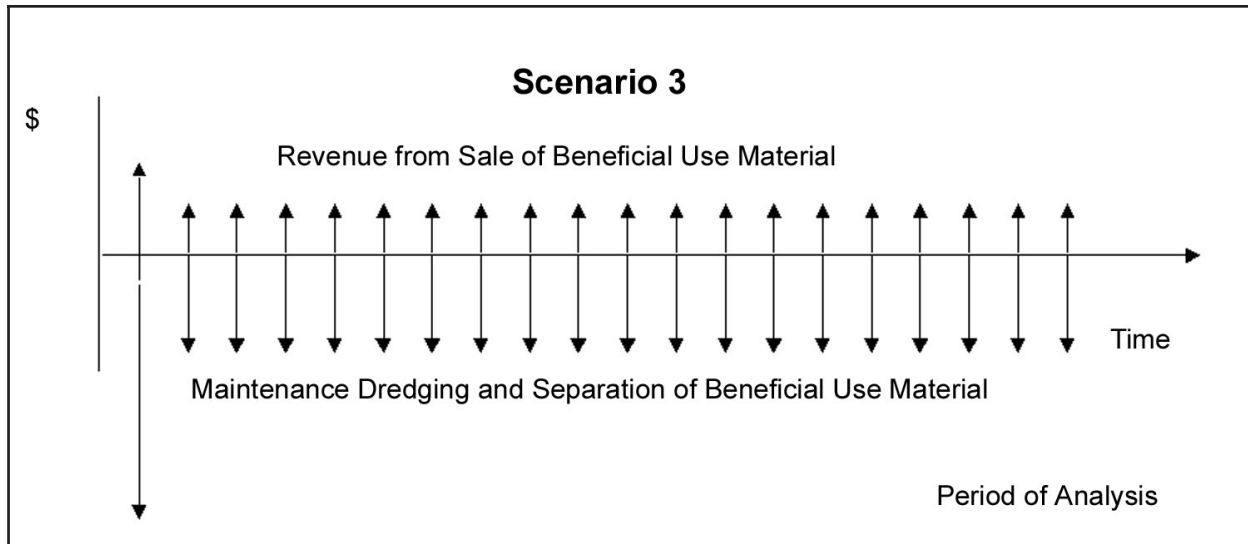 Scenario 3
$
Revenue from Sale of Beneficial Use Material
Time
Maintenance Dredging and Separation of Beneficial Use Material
Period of Analysis